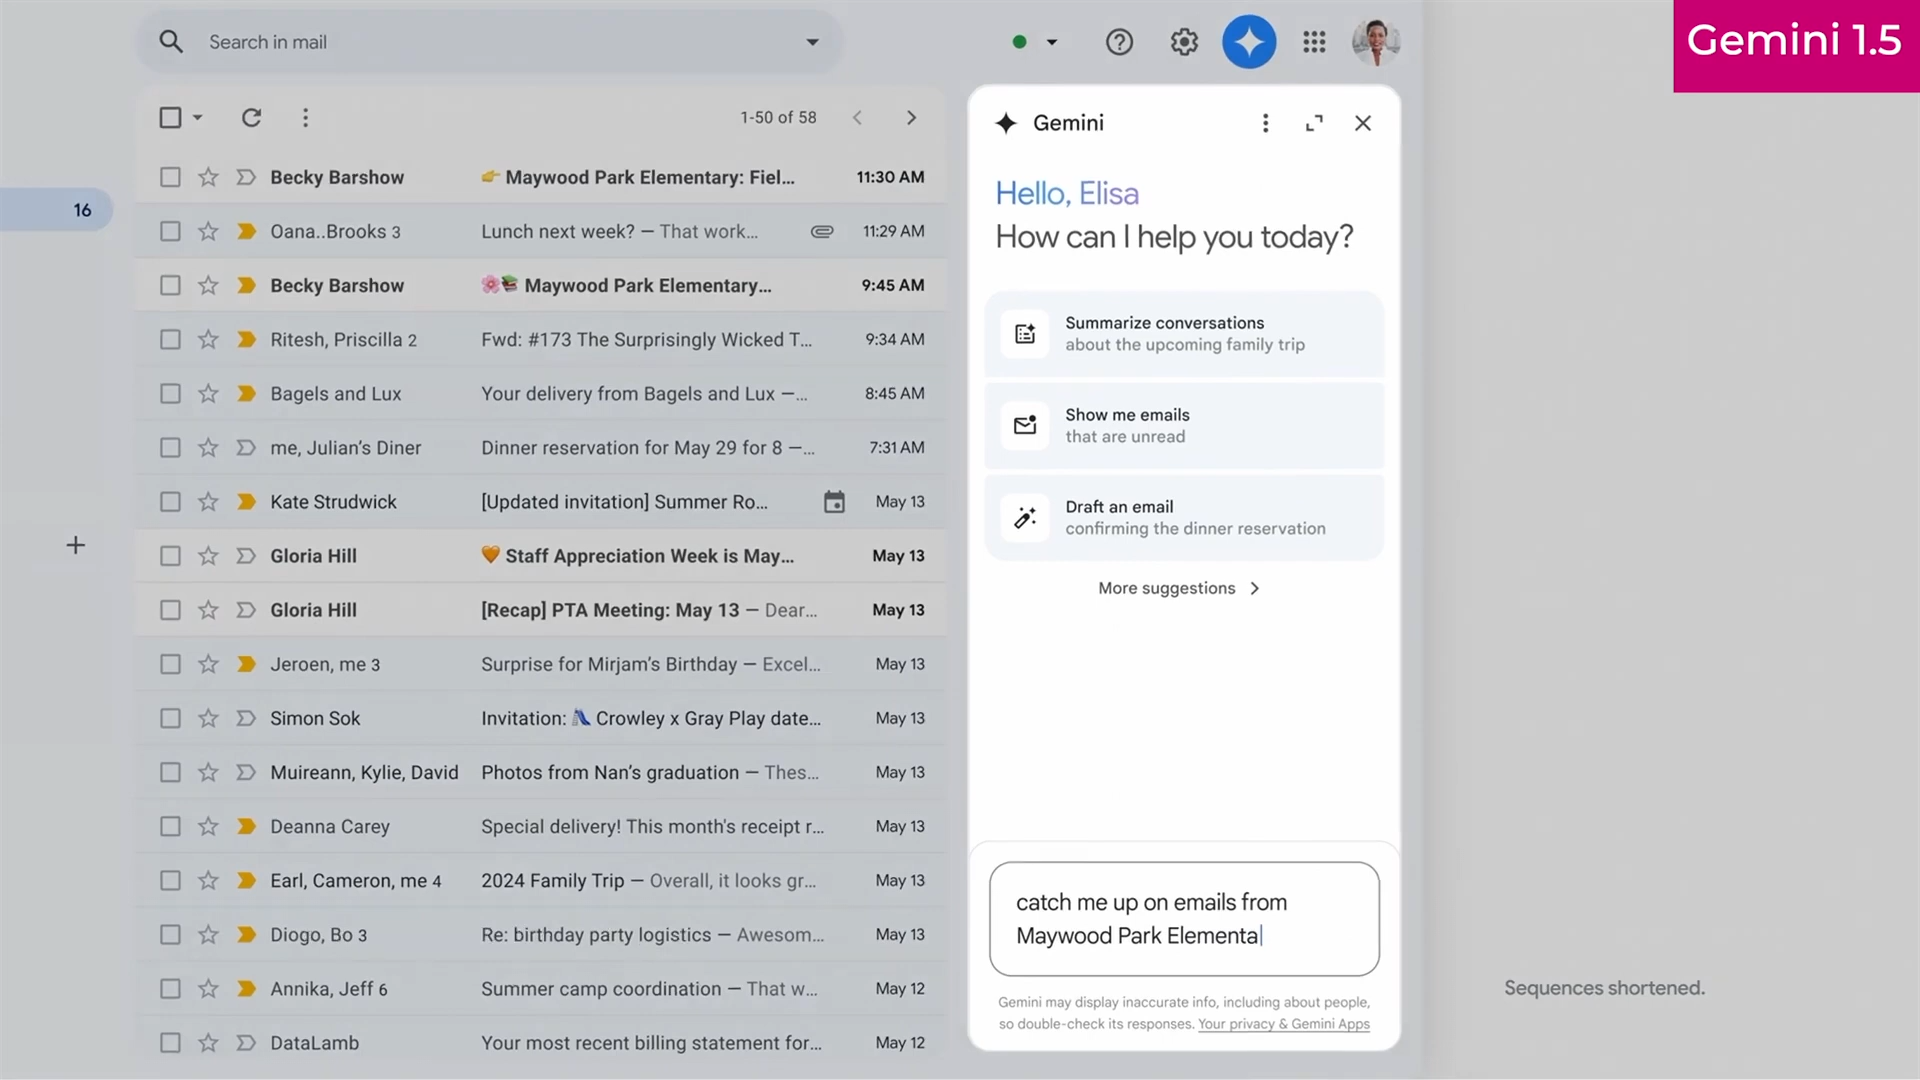 Gemini 1.5
Search in mail
1-50 of 58
16
Becky Barshow Maywood Park Elementary: Fiel... 11:30 AM
Oana..Brooks 3 Lunch next week? — That work... 11:29 AM
Becky Barshow Maywood Park Elementary... 9:45 AM
Ritesh, Priscilla 2 Fwd: #173 The Surprisingly Wicked T... 9:34 AM
Bagels and Lux Your delivery from Bagels and Lux —... 8:45 AM
me, Julian's Diner Dinner reservation for May 29 for 8 —... 7:31 AM
Kate Strudwick [Updated invitation] Summer Ro... May 13
Gloria Hill 🧡 Staff Appreciation Week is May... May 13
Gloria Hill [Recap] PTA Meeting: May 13 — Dear... May 13
Jeroen, me 3 Surprise for Mirjam's Birthday — Excel... May 13
Simon Sok Invitation: Crowley x Gray Play date... May 13
Muireann, Kylie, David Photos from Nan's graduation — Thes... May 13
Deanna Carey Special delivery! This month's receipt r... May 13
Earl, Cameron, me 4 2024 Family Trip — Overall, it looks gr... May 13
Diogo, Bo 3 Re: birthday party logistics — Awesom... May 13
Annika, Jeff 6 Summer camp coordination — That w... May 12
DataLamb Your most recent billing statement for... May 12
Gemini
Hello, Elisa
How can I help you today?
Summarize conversations
about the upcoming family trip
Show me emails
that are unread
Draft an email
confirming the dinner reservation
More suggestions
catch me up on emails from
Maywood Park Elementa
Gemini may display inaccurate info, including about people,
so double-check its responses. Your privacy & Gemini Apps
Sequences shortened.